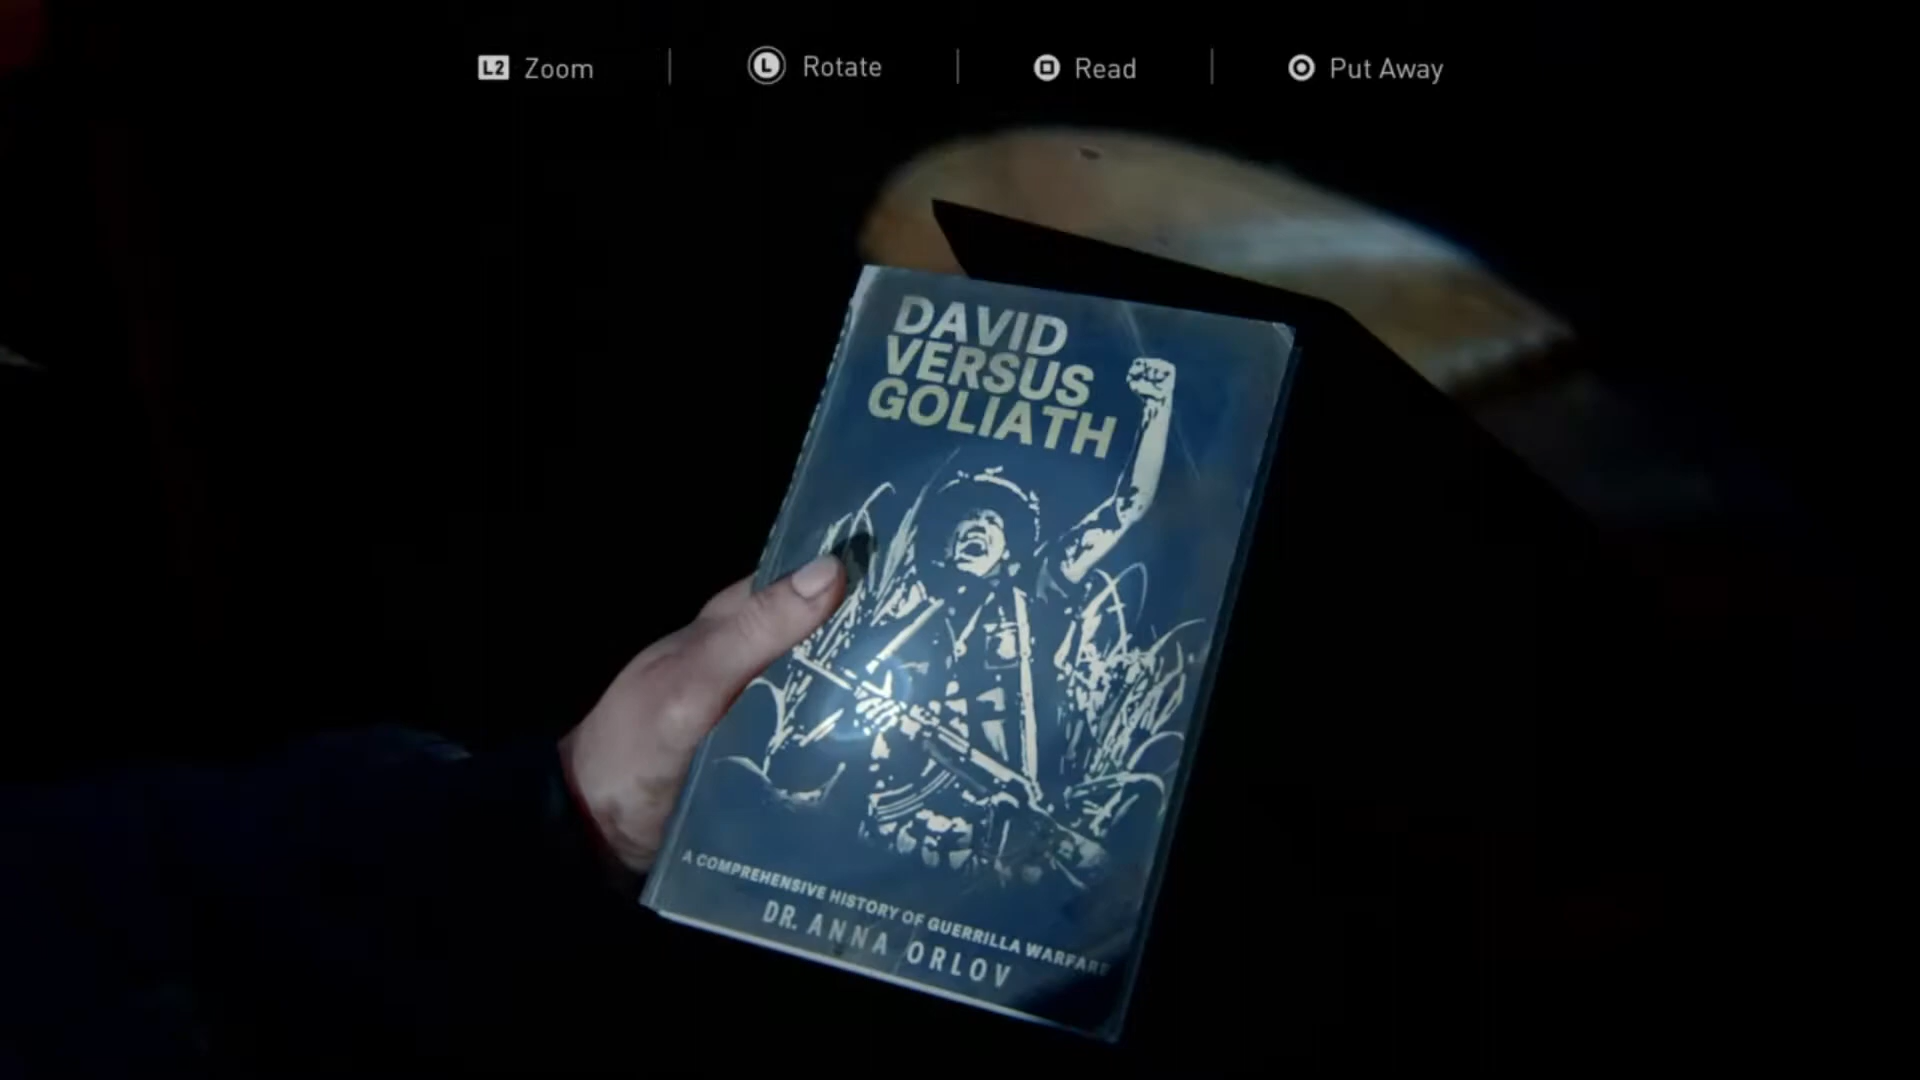 L2 Zoom
L Rotate
Read
Put Away
DAVID
VERSUS
GOLIATH
A COMPREHENSIVE HISTORY OF GUERRILLA WARFARE
DR. ANNA ORLOV